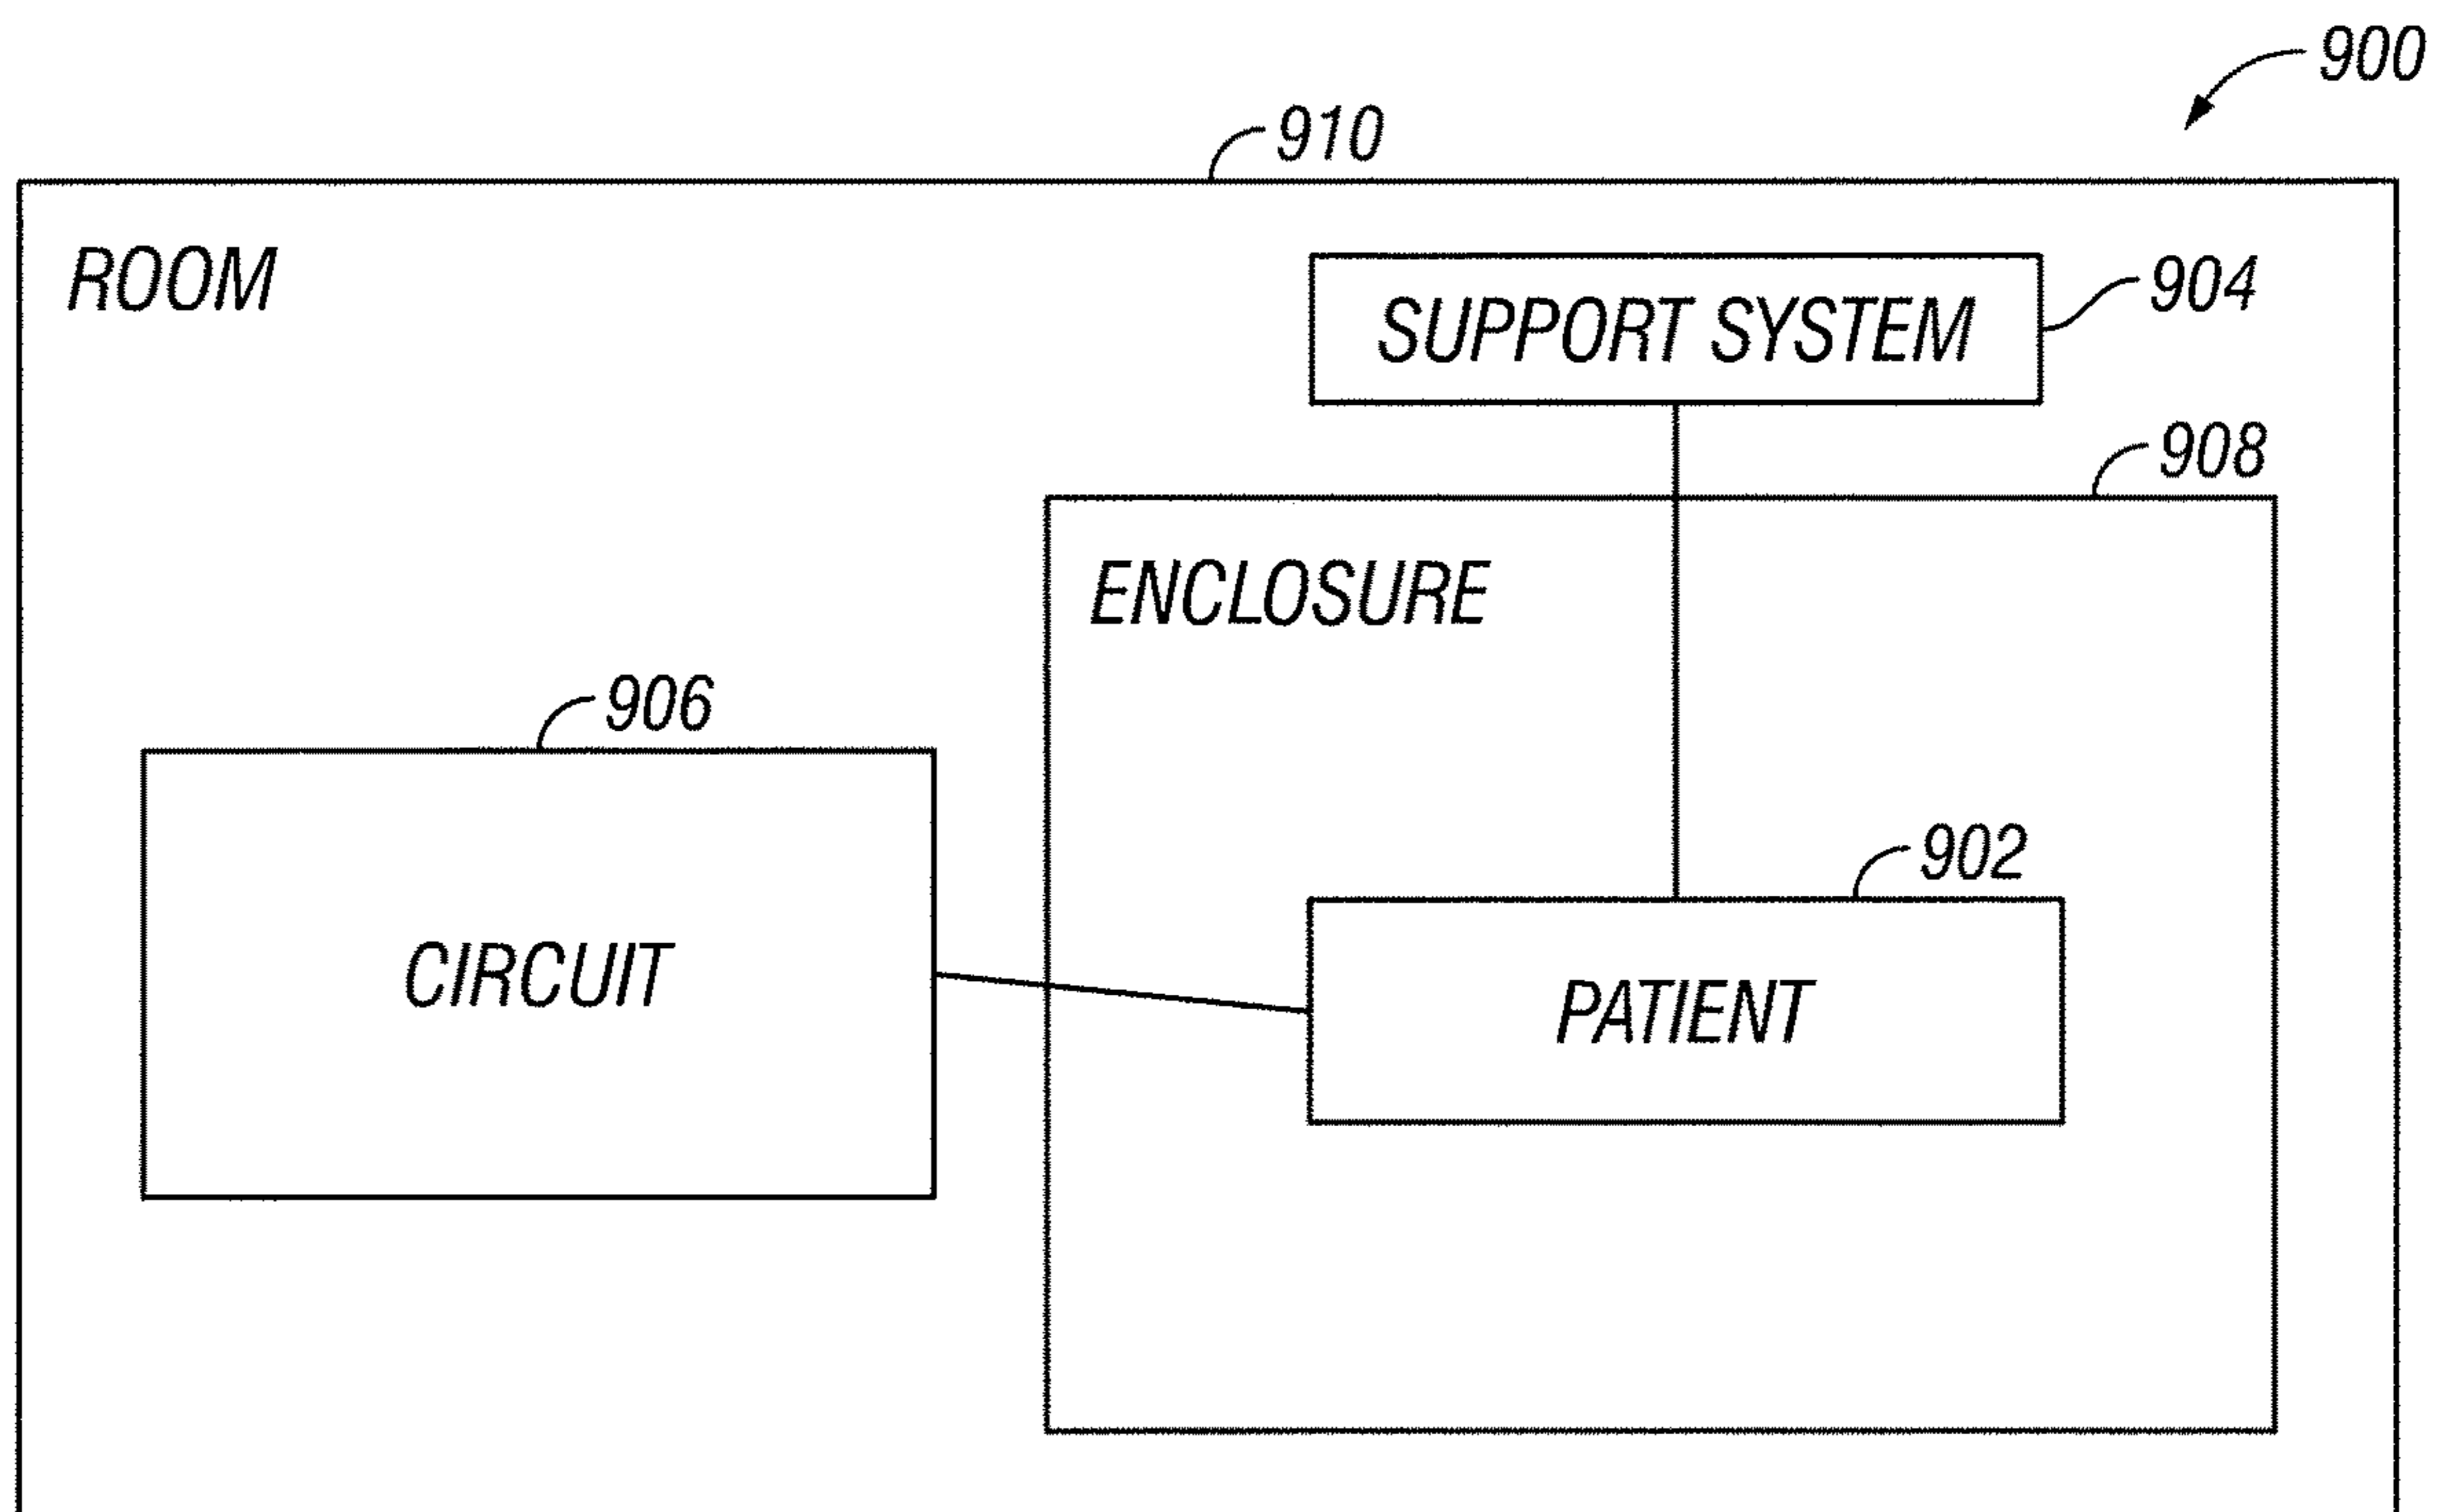 900
910
ROOM
SUPPORT SYSTEM
904
908
ENCLOSURE
906
902
CIRCUIT
PATIENT